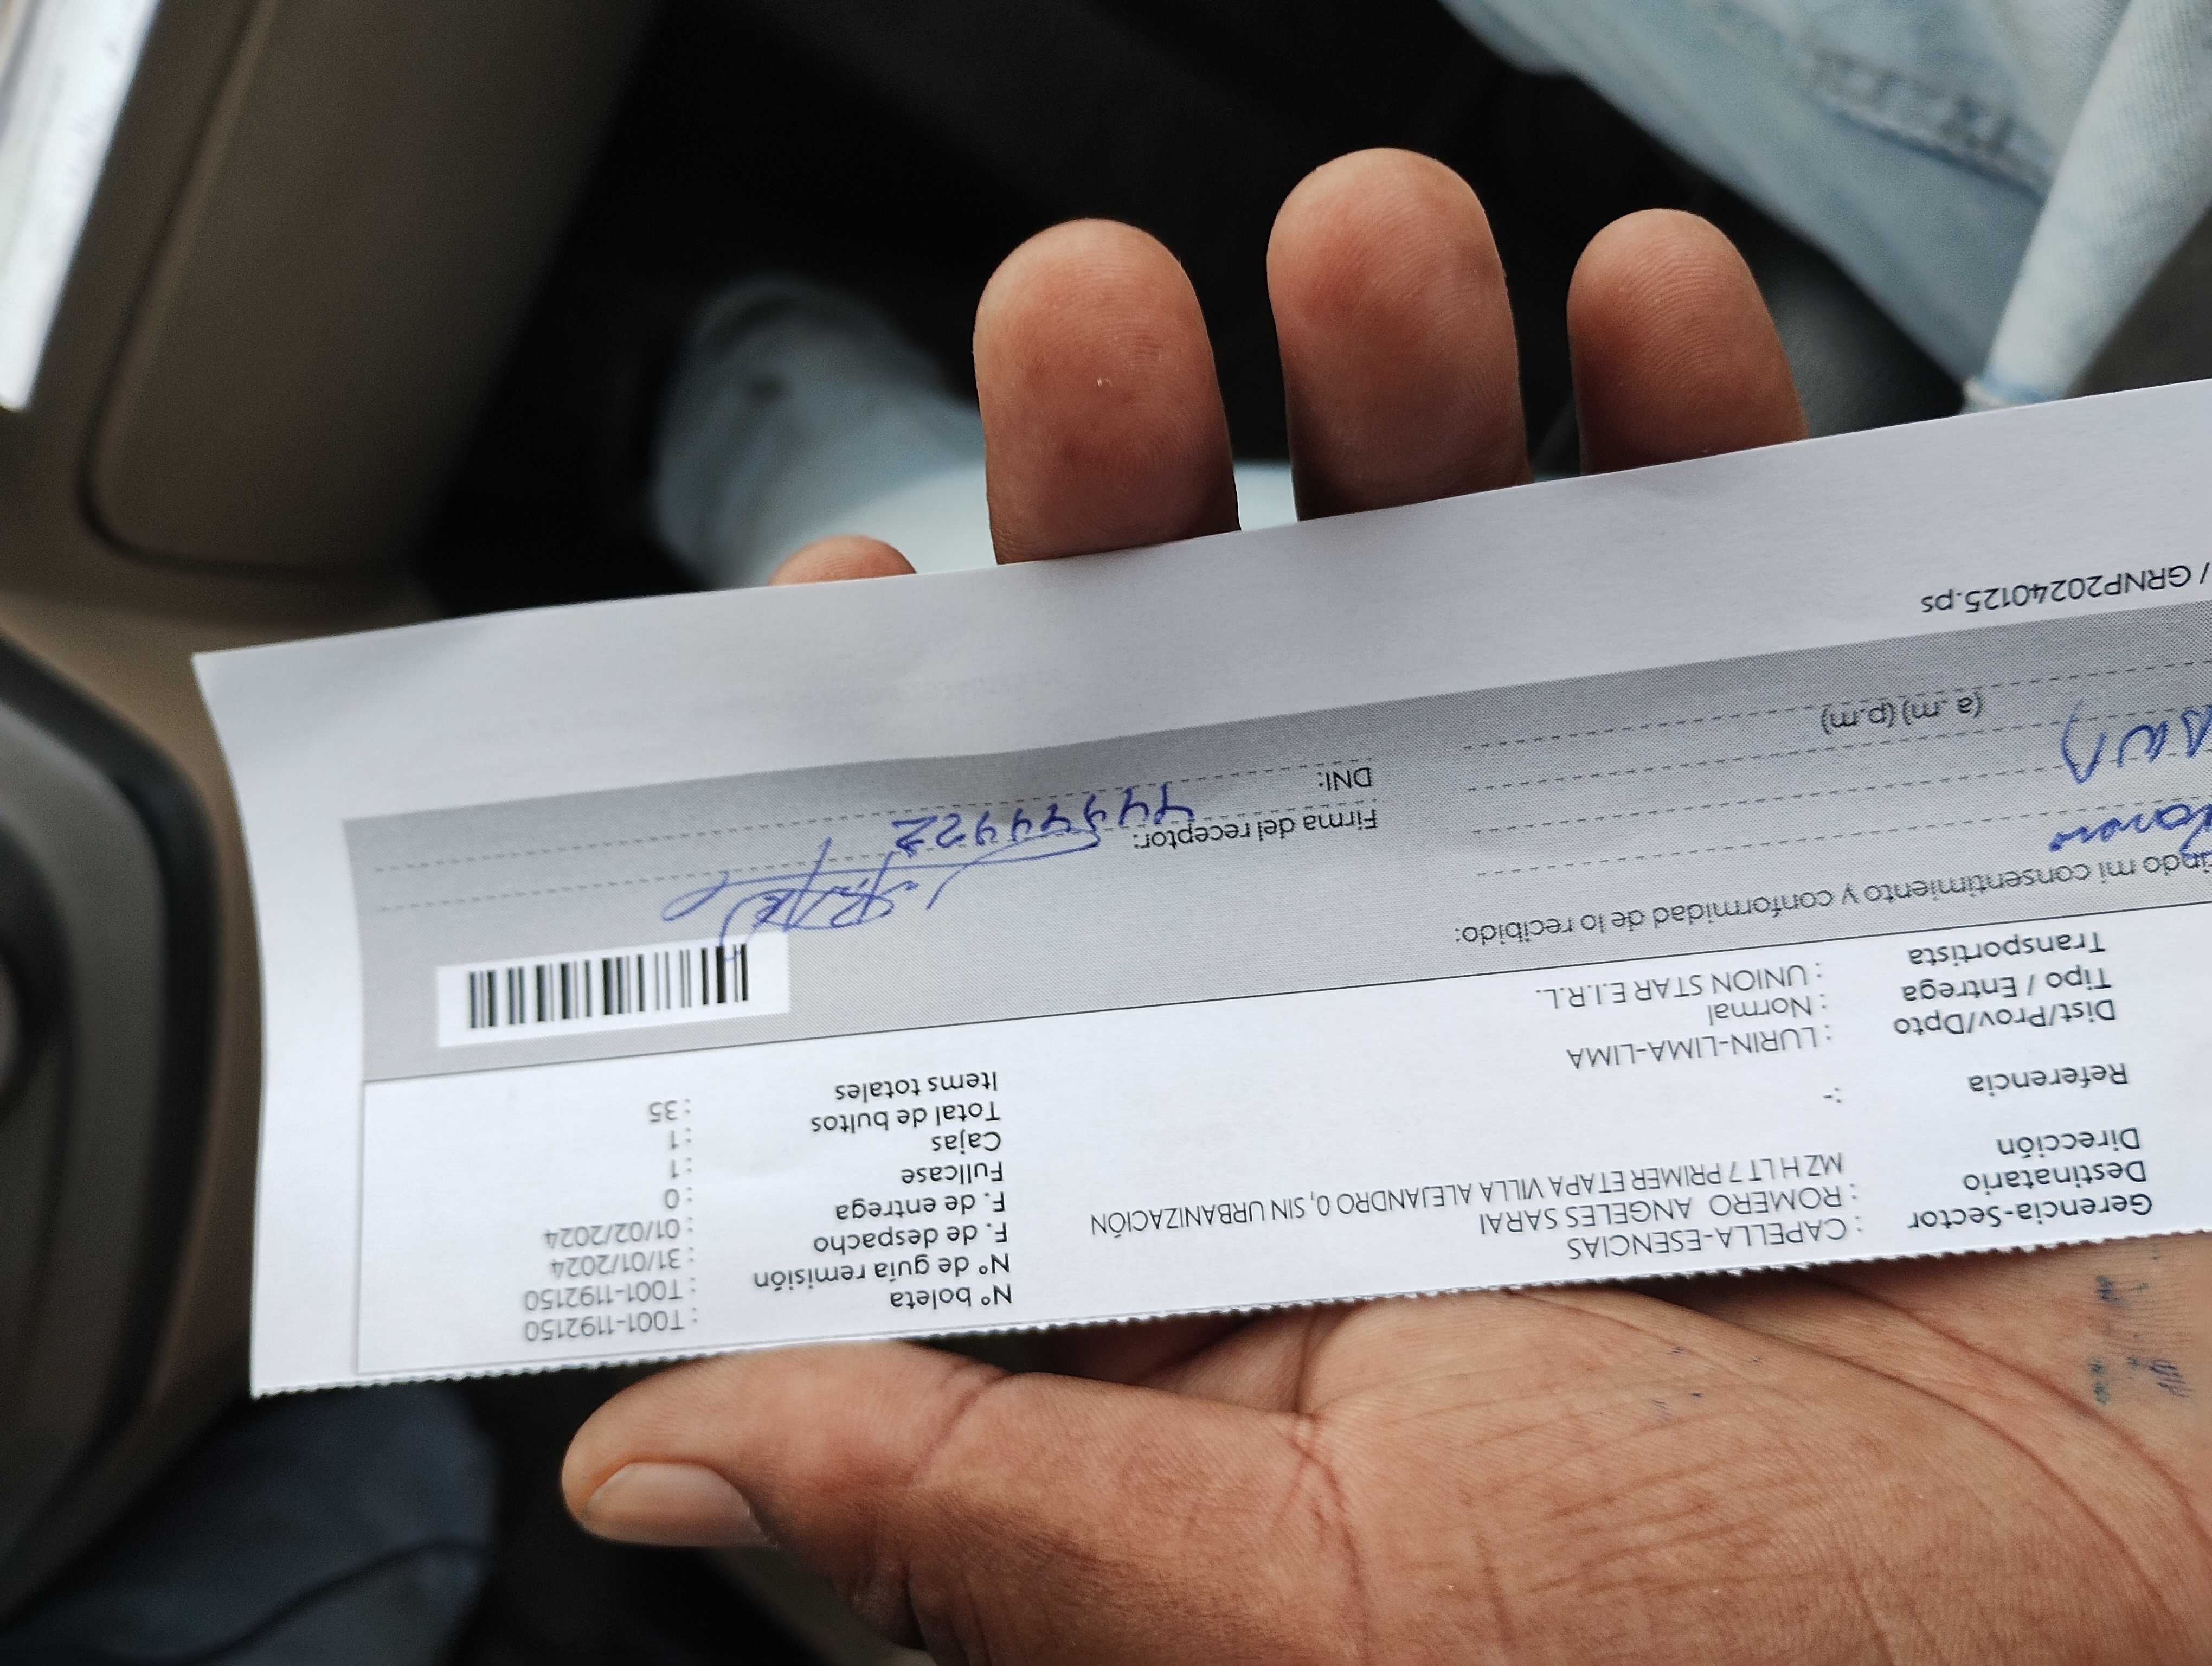 Gerencia-Sector : CAPELLA-ESENCIAS
Destinatario : ROMERO ANGELES SARAI
Dirección MZ H LT 7 PRIMER ETAPA VILLA ALEJANDRO 0, SIN URBANIZACIÓN
Referencia :-
Dist/Prov/Dpto : LURIN-LIMA-LIMA
Tipo / Entrega : Normal
Transportista : UNION STAR E.I.R.L.
Nº boleta : T001-1192150
Nº de guía remisión : T001-1192150
F. de despacho : 31/01/2024
F. de entrega : 01/02/2024
Fullcase : 0
Cajas : 1
Total de bultos : 1
Items totales : 35
mi consentimiento y conformidad de lo recibido:
Firma del receptor:
DNI:
(a .m) (p.m)
/ GRNP20240125.ps